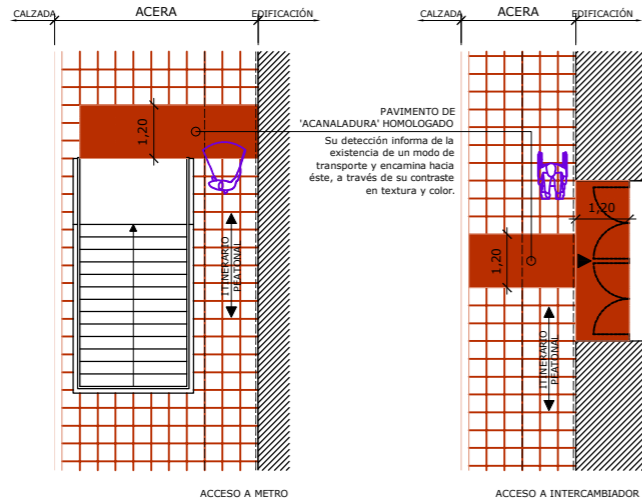 CALZADA
ACERA
EDIFICACIÓN
CALZADA
ACERA
EDIFICACIÓN
1,20
PAVIMENTO DE
'ACANALADURA' HOMOLOGADO
Su detección informa de la
existencia de un modo de
transporte y encamina hacia
éste, a través de su contraste
en textura y color.
ITINERARIO
PEATONAL
1,20
1,20
ITINERARIO
PEATONAL
ACCESO A METRO
ACCESO A INTERCAMBIADOR